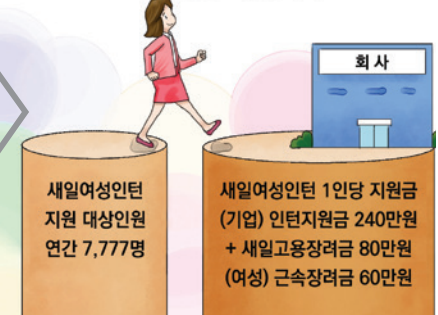 회사
새일여성인턴
지원 대상인원
연간 7,777명
새일여성인턴 1인당 지원금
(기업) 인턴지원금 240만원
+ 새일고용장려금 80만원
(여성) 근속장려금 60만원